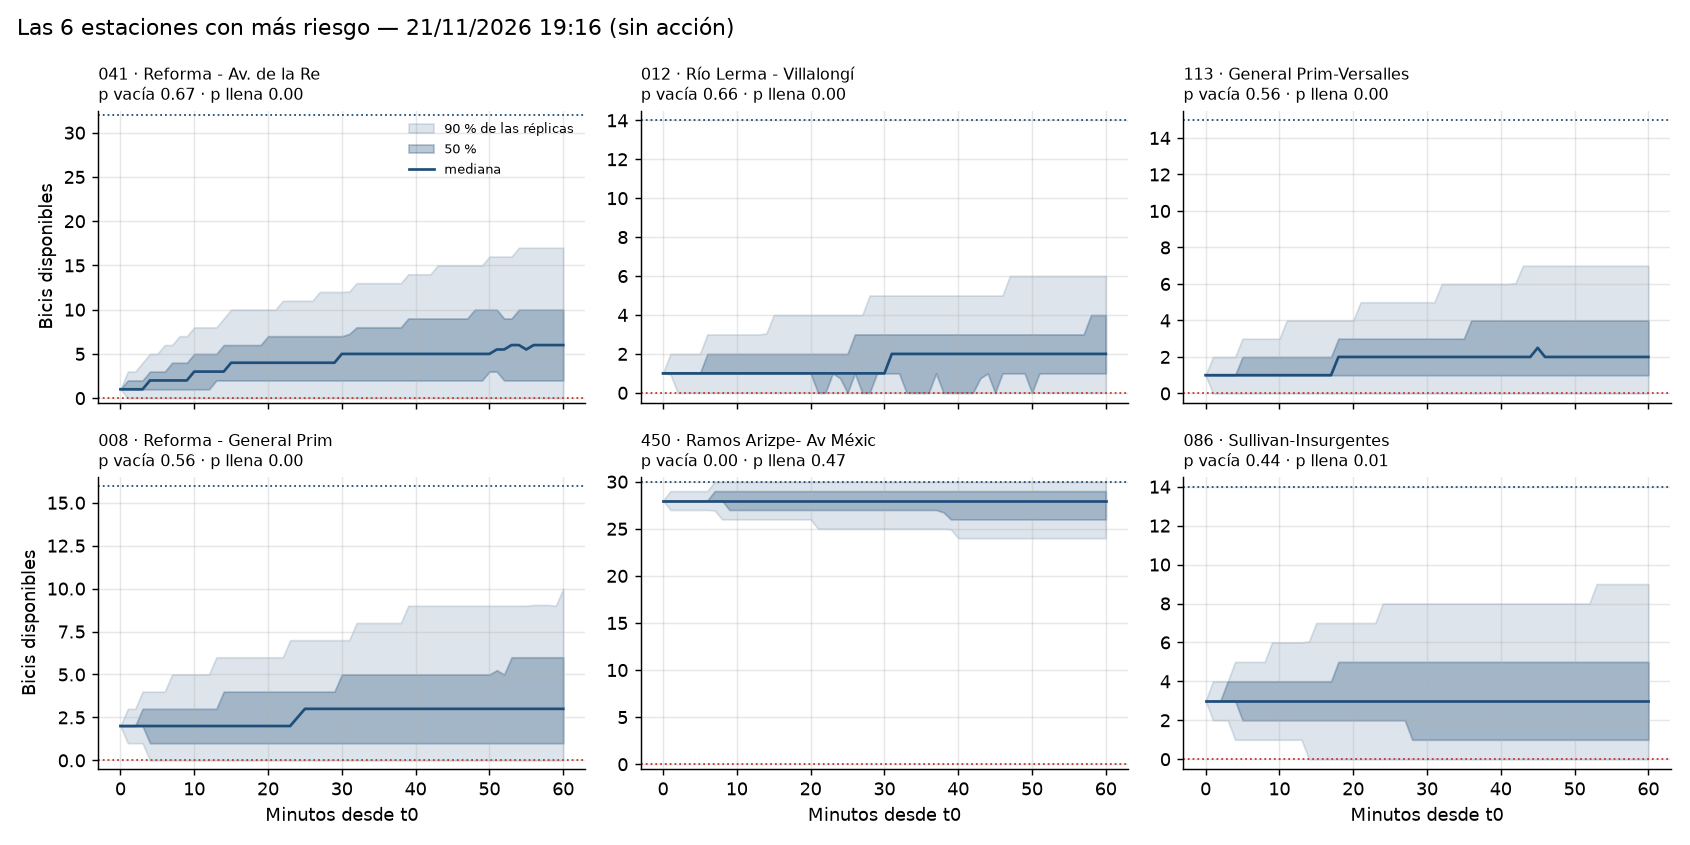 Las 6 estaciones con más riesgo — 21/11/2026 19:16 (sin acción)
041 · Reforma - Av. de la Re
p vacía 0.67 · p llena 0.00
90 % de las réplicas
50 %
mediana
30
25
20
15
10
5
0
Bicis disponibles
012 · Río Lerma - Villalongí
p vacía 0.66 · p llena 0.00
14
12
10
8
6
4
2
0
113 · General Prim-Versalles
p vacía 0.56 · p llena 0.00
14
12
10
8
6
4
2
0
008 · Reforma - General Prim
p vacía 0.56 · p llena 0.00
15.0
12.5
10.0
7.5
5.0
2.5
0.0
Bicis disponibles
0 10 20 30 40 50 60
Minutos desde t0
450 · Ramos Arizpe- Av Méxic
p vacía 0.00 · p llena 0.47
30
25
20
15
10
5
0
0 10 20 30 40 50 60
Minutos desde t0
086 · Sullivan-Insurgentes
p vacía 0.44 · p llena 0.01
14
12
10
8
6
4
2
0
0 10 20 30 40 50 60
Minutos desde t0